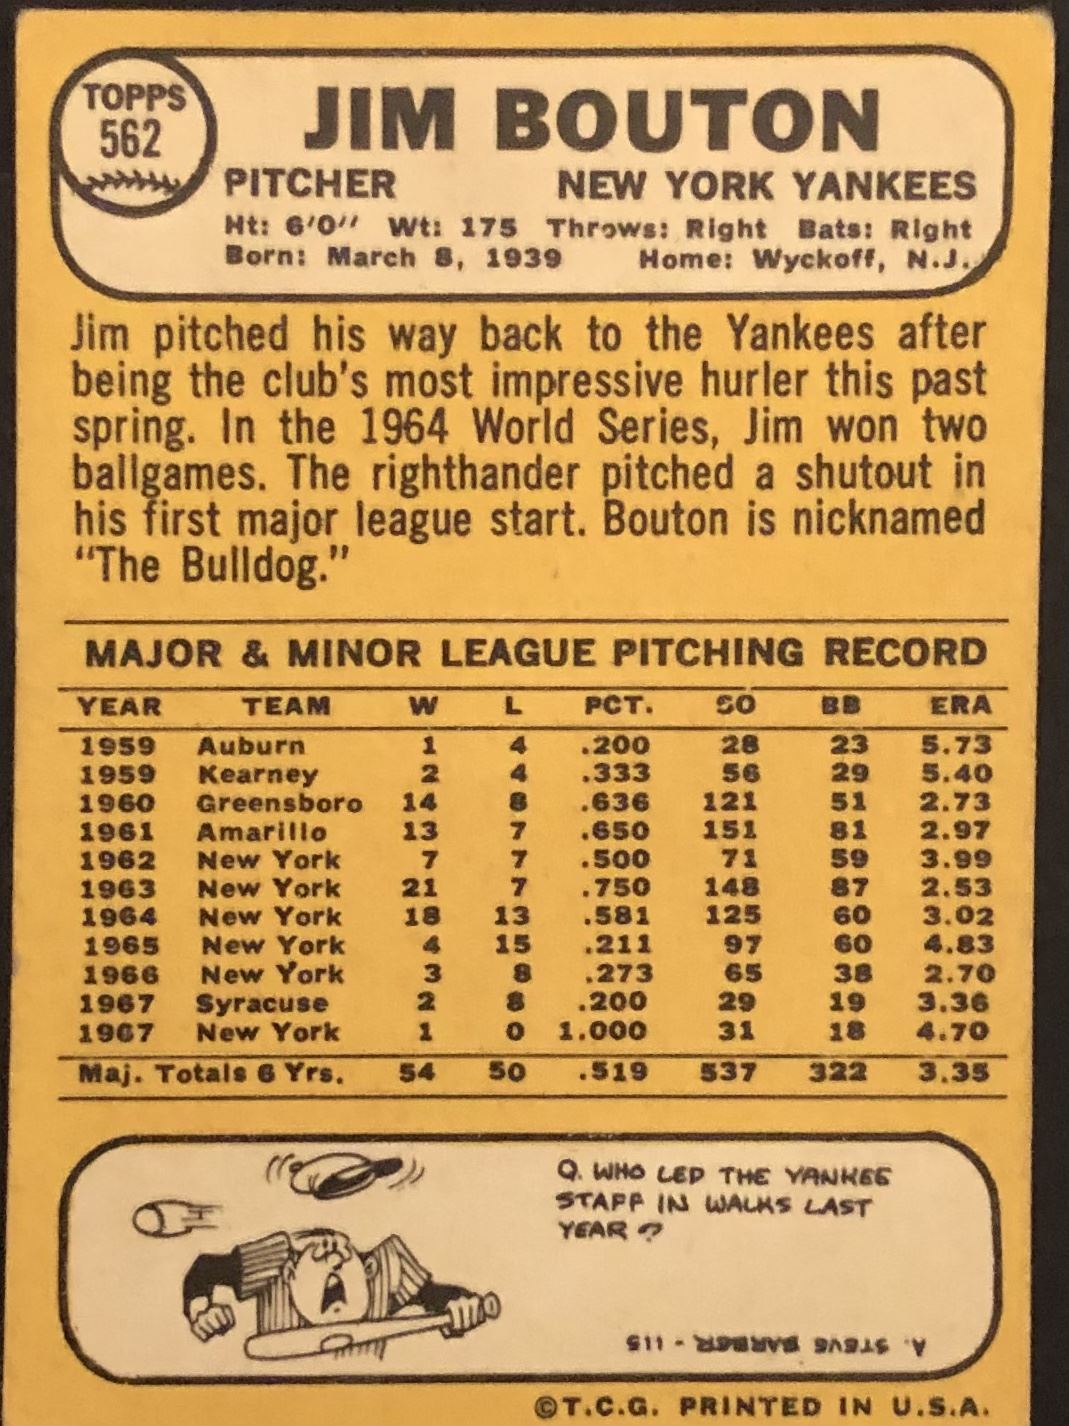 TOPPS
562
JIM BOUTON
PITCHER NEW YORK YANKEES
Ht: 6'0" Wt: 175 Throws: Right Bats: Right
Born: March 8, 1939 Home: Wyckoff, N.J.
Jim pitched his way back to the Yankees after
being the club's most impressive hurler this past
spring. In the 1964 World Series, Jim won two
ballgames. The righthander pitched a shutout in
his first major league start. Bouton is nicknamed
"The Bulldog."
MAJOR & MINOR LEAGUE PITCHING RECORD
YEAR TEAM W L PCT. SO BB ERA
1959 Auburn 1 4 .200 28 23 5.73
1959 Kearney 2 4 .333 56 29 5.40
1960 Greensboro 14 8 .636 121 51 2.73
1961 Amarillo 13 7 .650 151 81 2.97
1962 New York 7 7 .500 71 59 3.99
1963 New York 21 7 .750 148 87 2.53
1964 New York 18 13 .581 125 60 3.02
1965 New York 4 15 .211 97 60 4.83
1966 New York 3 8 .273 65 38 2.70
1967 Syracuse 2 8 .200 29 19 3.36
1967 New York 1 0 1.000 31 18 4.70
Maj. Totals 6 Yrs. 54 50 .519 537 322 3.35
Q. WHO LED THE YANKEE
STAFF IN WALKS LAST
YEAR?
A. STEVE BARBER - 115
©T.C.G. PRINTED IN U.S.A.